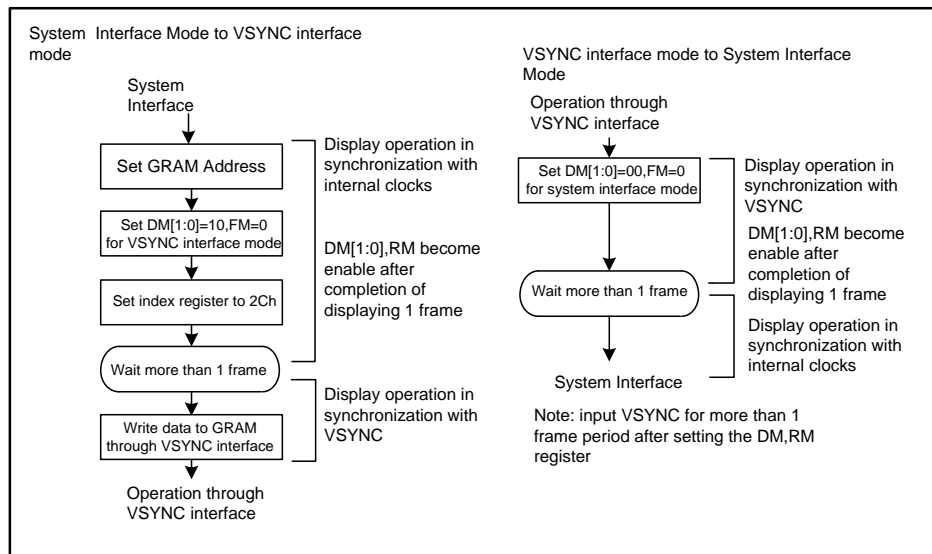 System Interface Mode to VSYNC interface
mode
System
Interface
Set GRAM Address
Set DM[1:0]=10,FM=0
for VSYNC interface mode
Set index register to 2Ch
Wait more than 1 frame
Write data to GRAM
through VSYNC interface
Operation through
VSYNC interface
Display operation in
synchronization with
internal clocks
DM[1:0],RM become
enable after
completion of
displaying 1 frame
Display operation in
synchronization with
VSYNC
VSYNC interface mode to System Interface
Mode
Operation through
VSYNC interface
Set DM[1:0]=00,FM=0
for system interface mode
Wait more than 1 frame
System Interface
Display operation in
synchronization with
VSYNC
DM[1:0],RM become
enable after
completion of
displaying 1 frame
Display operation in
synchronization with
internal clocks
Note: input VSYNC for more than 1
frame period after setting the DM,RM
register